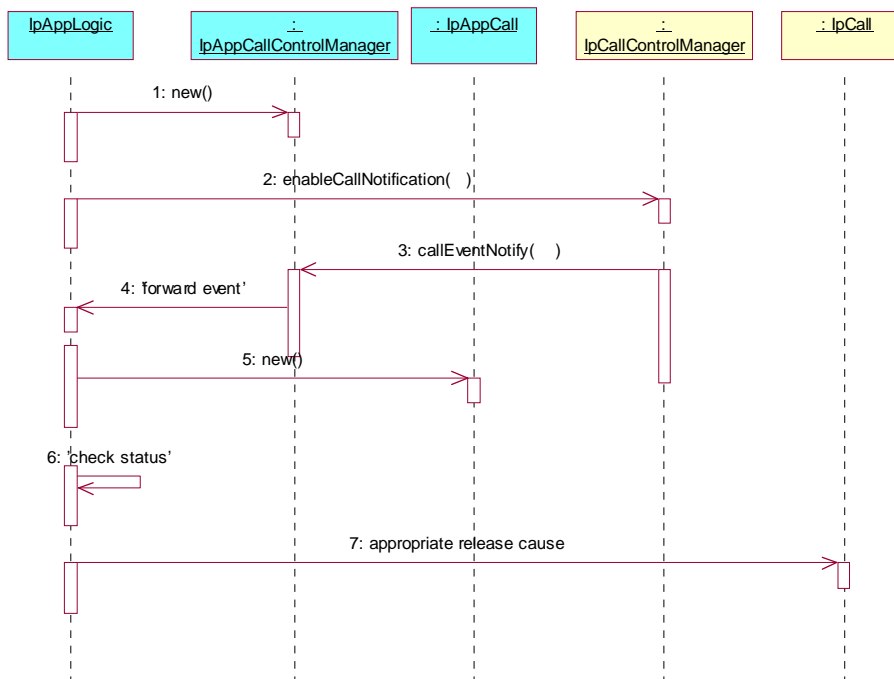 IpAppLogic
:
IpAppCallControlManager
: IpAppCall
:
IpCallControlManager
: IpCall
1: new()
2: enableCallNotification( )
3: callEventNotify( )
4: 'forward event'
5: new()
6: 'check status'
7: appropriate release cause